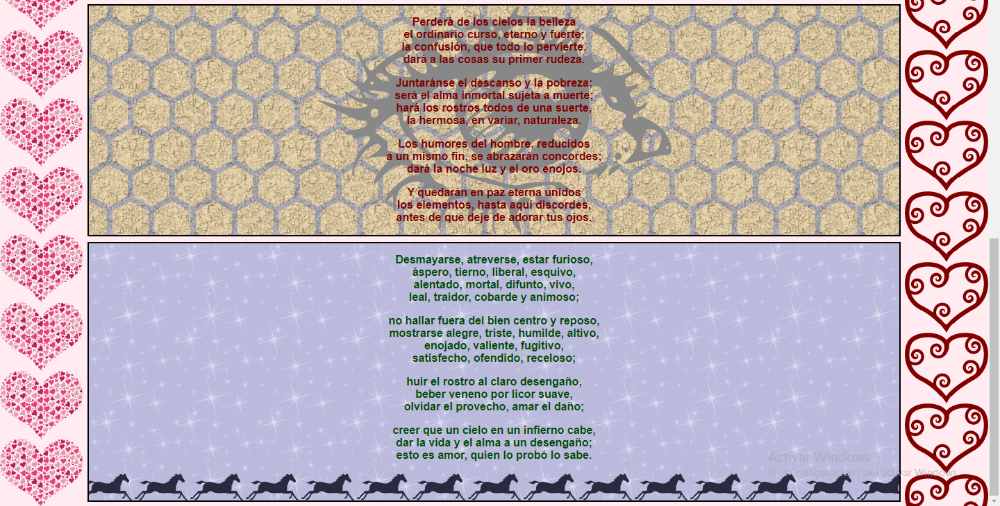 Perderá de los cielos la belleza
el ordinario curso, eterno y fuerte;
la confusión, que todo lo pervierte,
dará a las cosas su primer rudeza.
Juntaránse el descanso y la pobreza;
será el alma inmortal sujeta a muerte;
hará los rostros todos de una suerte,
la hermosa, en variar, naturaleza.
Los humores del hombre, reducidos
a un mismo fin, se abrazarán concordes;
dará la noche luz y el oro enojos.
Y quedarán en paz eterna unidos
los elementos, hasta aquí discordes,
antes de que deje de adorar tus ojos.
Desmayarse, atreverse, estar furioso,
áspero, tierno, liberal, esquivo,
alentado, mortal, difunto, vivo,
leal, traidor, cobarde y animoso;
no hallar fuera del bien centro y reposo,
mostrarse alegre, triste, humilde, altivo,
enojado, valiente, fugitivo,
satisfecho, ofendido, receloso;
huir el rostro al claro desengaño,
beber veneno por licor suave,
olvidar el provecho, amar el daño;
creer que un cielo en un infierno cabe,
dar la vida y el alma a un desengaño;
esto es amor, quien lo probó lo sabe.
Activar Windows
Ve a Configuración para activar Windows.